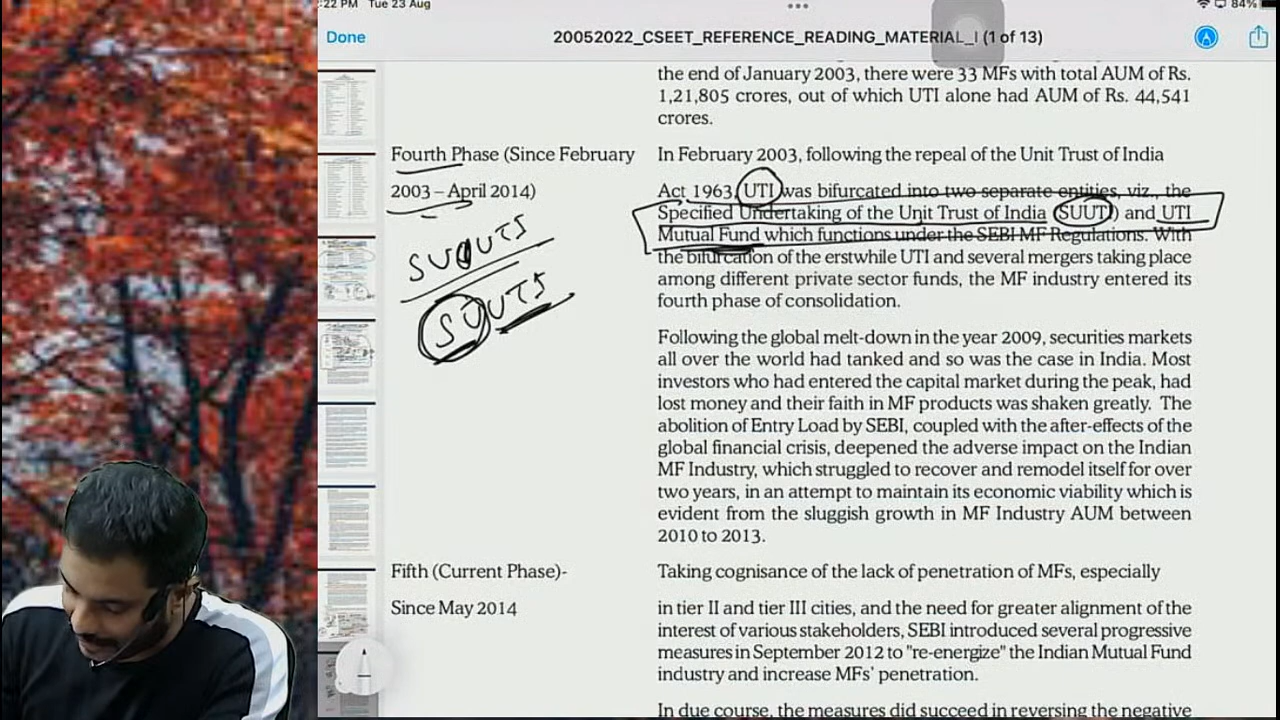 :22 PM Tue 23 Aug
84%
Done
20052022_CSEET_REFERENCE_READING_MATERIAL_I (1 of 13)
the end of January 2003, there were 33 MFs with total AUM of Rs.
1,21,805 crores, out of which UTI alone had AUM of Rs. 44,541
crores.
Fourth Phase (Since February
2003 – April 2014)
In February 2003, following the repeal of the Unit Trust of India
Act 1963, UTI was bifurcated into two separate entities, viz., the
Specified Undertaking of the Unit Trust of India (SUUTI) and UTI
Mutual Fund which functions under the SEBI MF Regulations. With
the bifurcation of the erstwhile UTI and several mergers taking place
among different private sector funds, the MF industry entered its
fourth phase of consolidation.
SUUTS
Following the global melt-down in the year 2009, securities markets
all over the world had tanked and so was the case in India. Most
investors who had entered the capital market during the peak, had
lost money and their faith in MF products was shaken greatly. The
abolition of Entry Load by SEBI, coupled with the after-effects of the
global financial crisis, deepened the adverse impact on the Indian
MF Industry, which struggled to recover and remodel itself for over
two years, in an attempt to maintain its economic viability which is
evident from the sluggish growth in MF Industry AUM between
2010 to 2013.
Fifth (Current Phase)-
Since May 2014
Taking cognizance of the lack of penetration of MFs, especially
in tier II and tier III cities, and the need for greater alignment of the
interest of various stakeholders, SEBI introduced several progressive
measures in September 2012 to "re-energize" the Indian Mutual Fund
industry and increase MFs' penetration.
In due course, the measures did succeed in reversing the negative